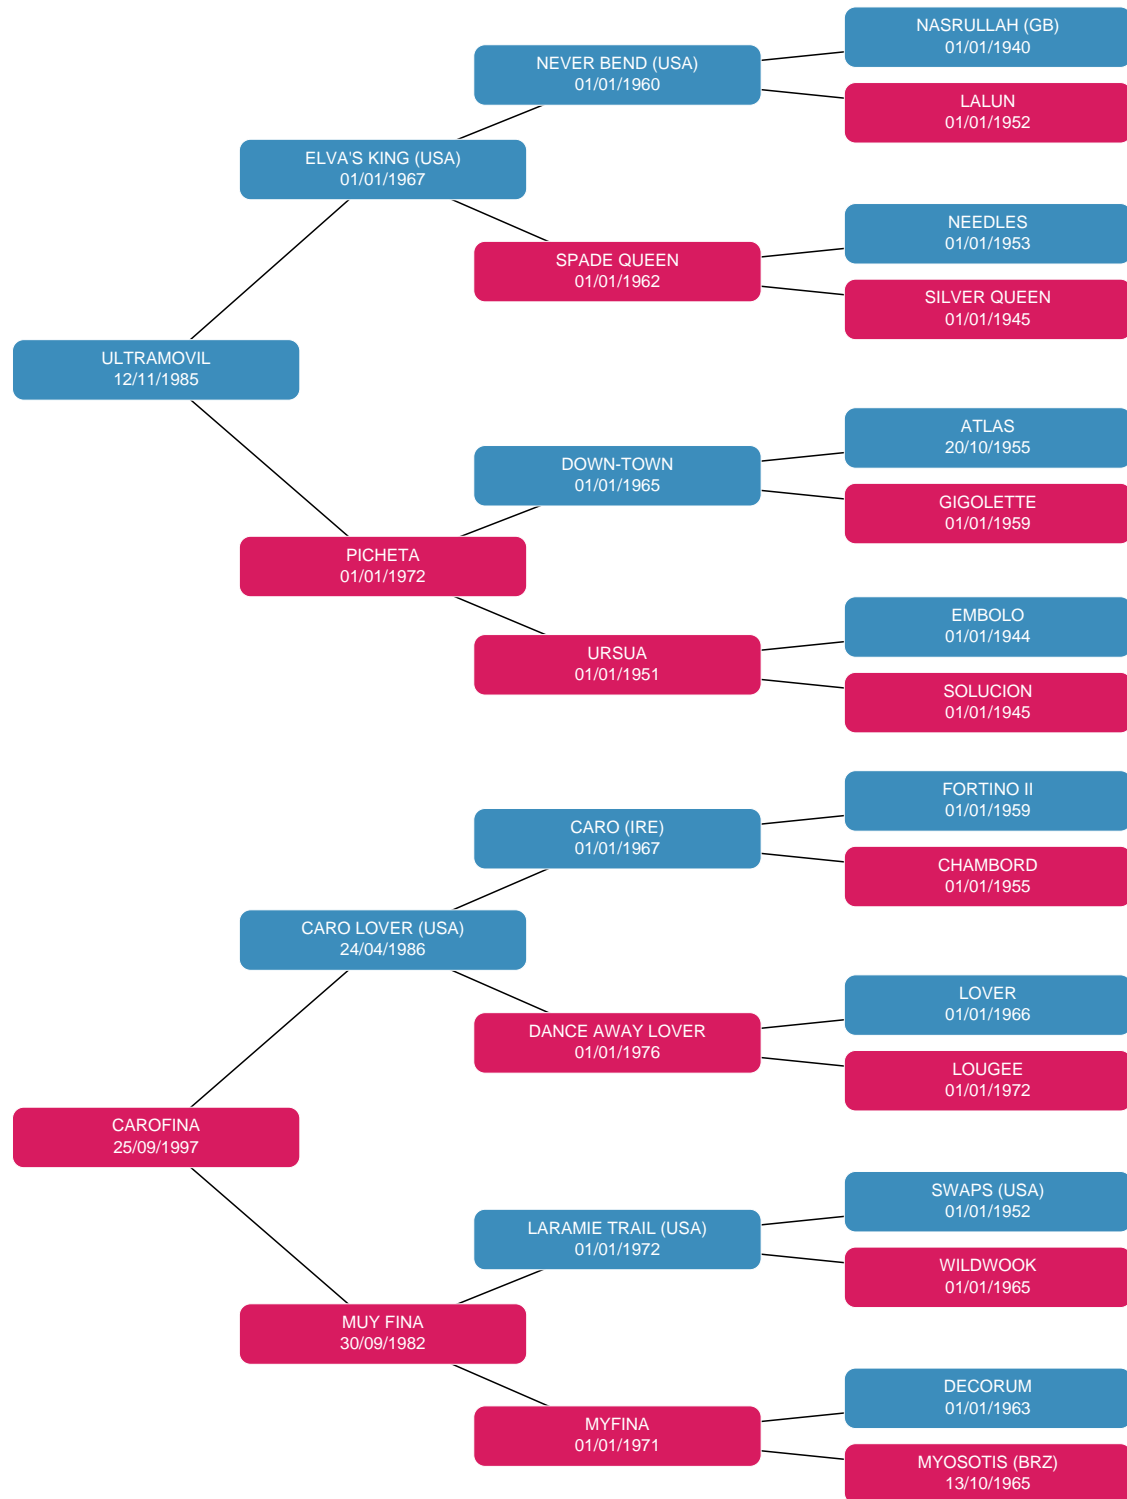 NASRULLAH (GB)
01/01/1940
NEVER BEND (USA)
01/01/1960
LALUN
01/01/1952
ELVA'S KING (USA)
01/01/1967
NEEDLES
01/01/1953
SPADE QUEEN
01/01/1962
SILVER QUEEN
01/01/1945
ULTRAMOVIL
12/11/1985
ATLAS
20/10/1955
DOWN-TOWN
01/01/1965
GIGOLETTE
01/01/1959
PICHETA
01/01/1972
EMBOLO
01/01/1944
URSUA
01/01/1951
SOLUCION
01/01/1945
FORTINO II
01/01/1959
CARO (IRE)
01/01/1967
CHAMBORD
01/01/1955
CARO LOVER (USA)
24/04/1986
LOVER
01/01/1966
DANCE AWAY LOVER
01/01/1976
LOUGEE
01/01/1972
CAROFINA
25/09/1997
SWAPS (USA)
01/01/1952
LARAMIE TRAIL (USA)
01/01/1972
WILDWOOK
01/01/1965
MUY FINA
30/09/1982
DECORUM
01/01/1963
MYFINA
01/01/1971
MYOSOTIS (BRZ)
13/10/1965